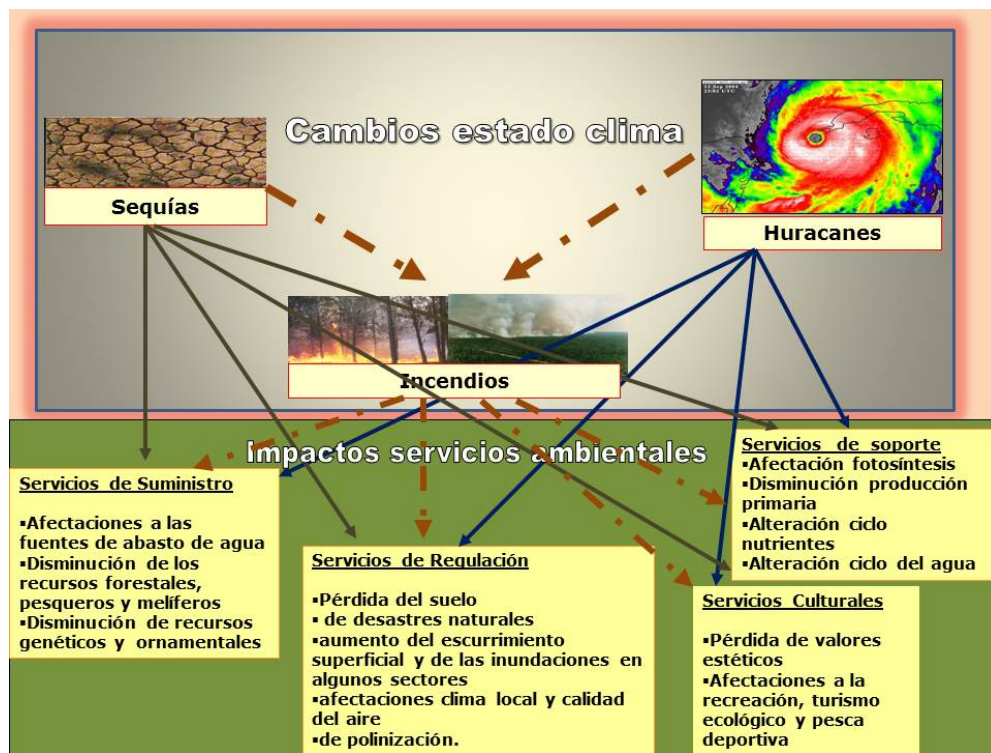 Cambios estado clima
Sequías
Huracanes
Incendios
Impactos servicios ambientales
Servicios de Suministro
▪Afectaciones a las
fuentes de abasto de agua
▪Disminución de los
recursos forestales,
pesqueros y melíferos
▪Disminución de recursos
genéticos y ornamentales
Servicios de Regulación
▪Pérdida del suelo
▪ de desastres naturales
▪aumento del escurrimiento
superficial y de las inundaciones en
algunos sectores
▪afectaciones clima local y calidad
del aire
▪de polinización.
Servicios de soporte
▪Afectación fotosíntesis
▪Disminución producción
primaria
▪Alteración ciclo
nutrientes
▪Alteración ciclo del agua
Servicios Culturales
▪Pérdida de valores
estéticos
▪Afectaciones a la
recreación, turismo
ecológico y pesca
deportiva